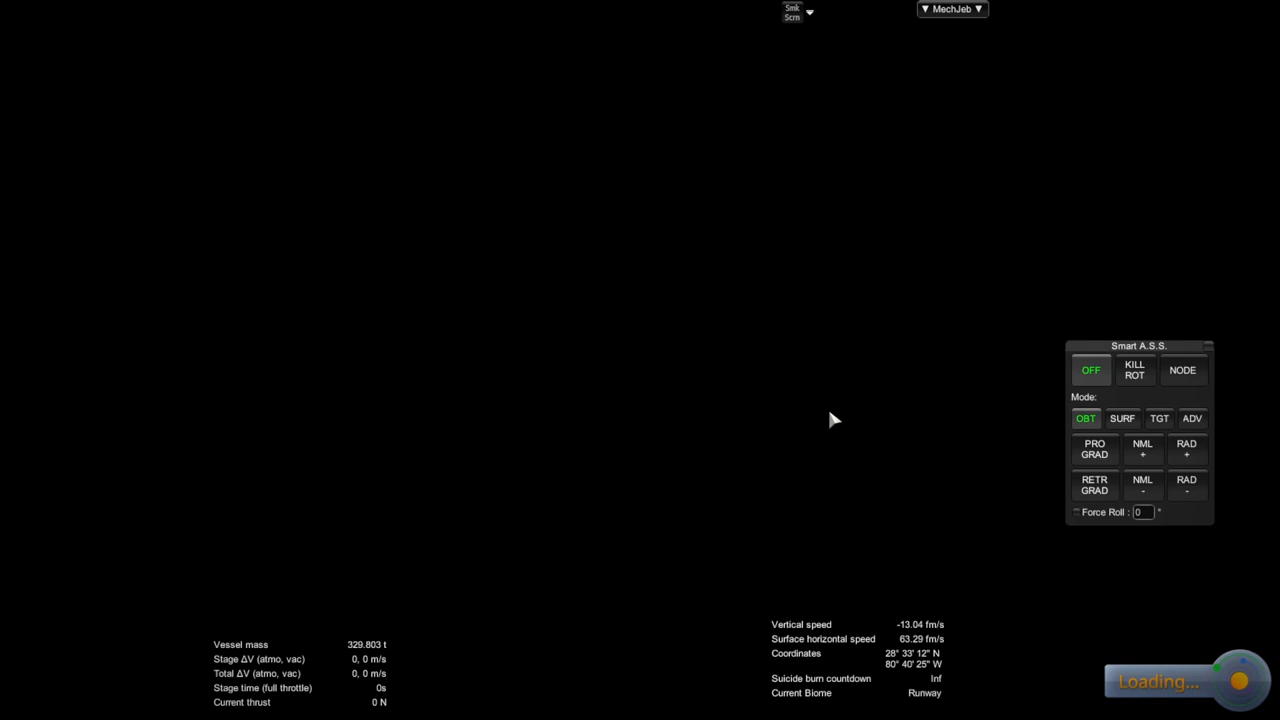 Smk
Scrn
▼ MechJeb ▼
Smart A.S.S.
OFF
KILL
ROT
NODE
Mode:
OBT SURF TGT ADV
PRO
GRAD
NML
+
RAD
+
RETR
GRAD
NML
-
RAD
-
Force Roll : 0 °
Vertical speed -13.04 fm/s
Surface horizontal speed 63.29 fm/s
Coordinates 28° 33' 12" N
80° 40' 25" W
Suicide burn countdown Inf
Current Biome Runway
Vessel mass 329.803 t
Stage ΔV (atmo, vac) 0, 0 m/s
Total ΔV (atmo, vac) 0, 0 m/s
Stage time (full throttle) 0s
Current thrust 0 N
Loading...